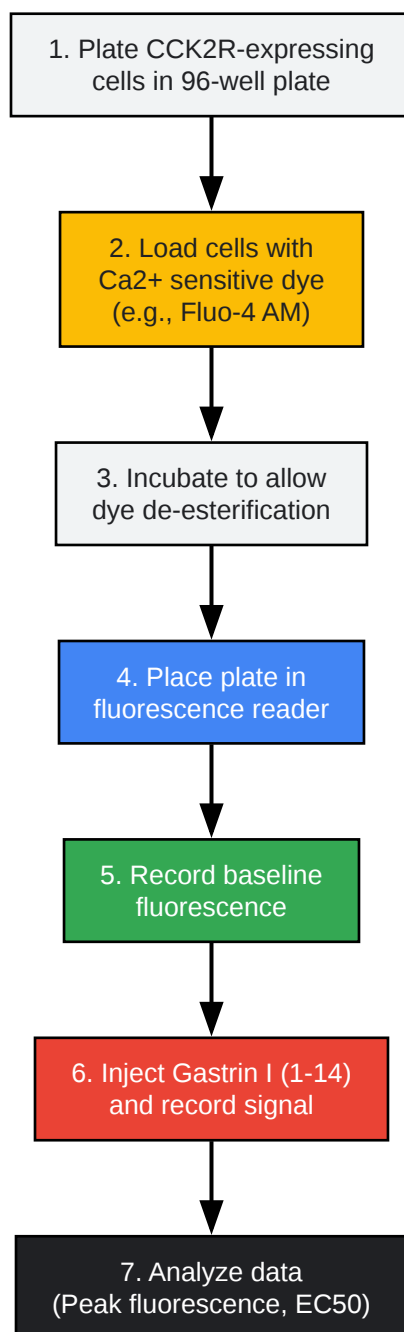 1. Plate CCK2R-expressing
cells in 96-well plate
2. Load cells with
Ca2+ sensitive dye
(e.g., Fluo-4 AM)
3. Incubate to allow
dye de-esterification
4. Place plate in
fluorescence reader
5. Record baseline
fluorescence
6. Inject Gastrin I (1-14)
and record signal
7. Analyze data
(Peak fluorescence, EC50)